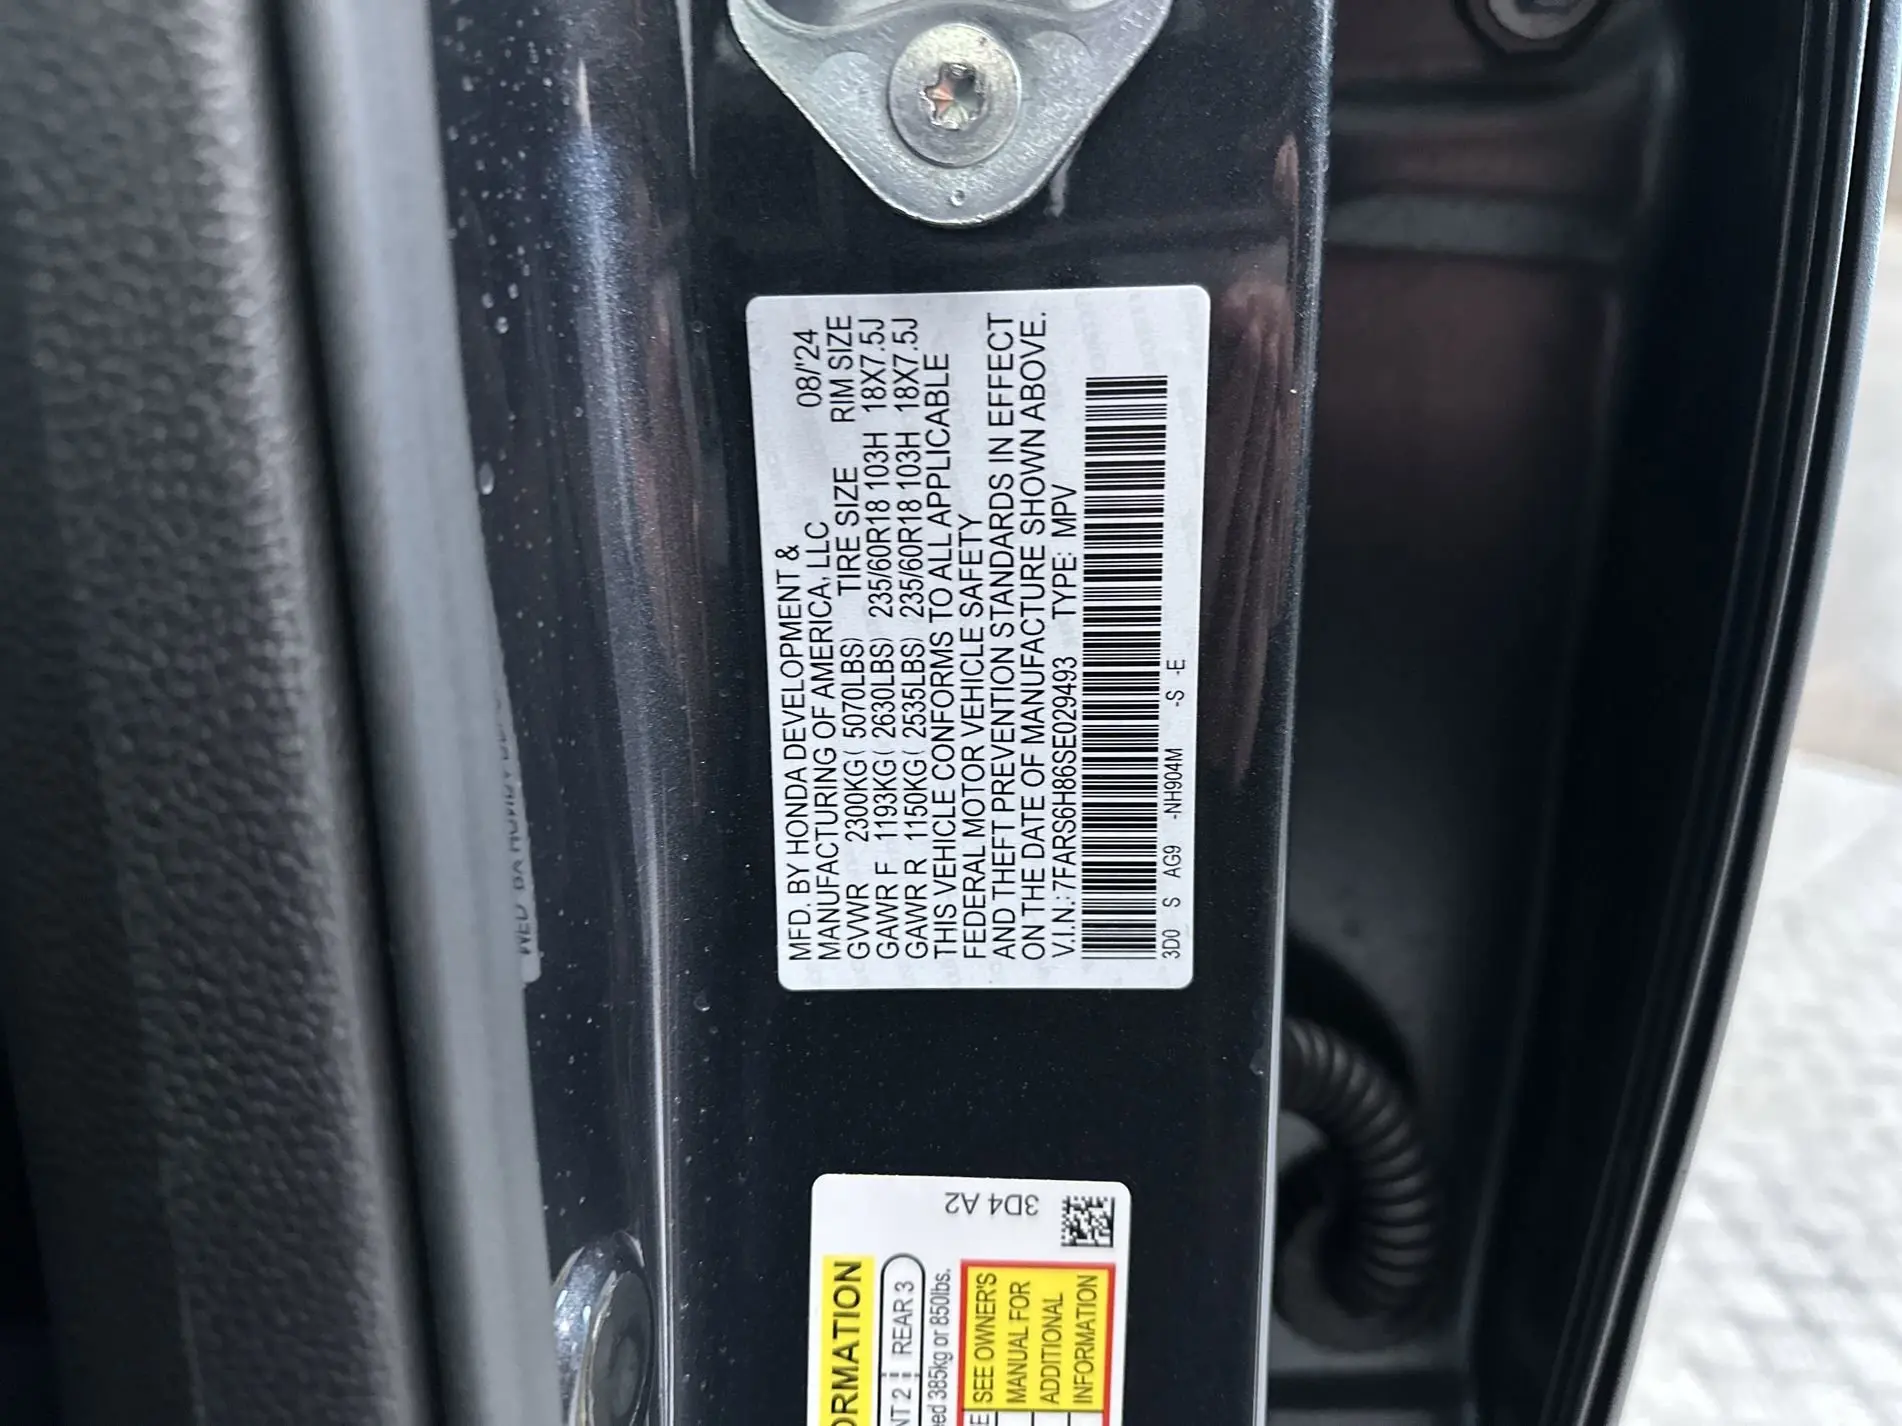 MFD. BY HONDA DEVELOPMENT &
MANUFACTURING OF AMERICA, LLC 08/'24
GVWR 2300KG( 5070LBS) TIRE SIZE RIM SIZE
GAWR F 1193KG( 2630LBS) 235/60R18 103H 18X7.5J
GAWR R 1150KG( 2535LBS) 235/60R18 103H 18X7.5J
THIS VEHICLE CONFORMS TO ALL APPLICABLE
FEDERAL MOTOR VEHICLE SAFETY
AND THEFT PREVENTION STANDARDS IN EFFECT
ON THE DATE OF MANUFACTURE SHOWN ABOVE.
V.I.N.: 7FARS6H86SE029493 TYPE: MPV
3D0 S AG9 -NH904M -S -E
3D4 A2
REAR 3
385kg or 850lbs.
SEE OWNER'S
MANUAL FOR
ADDITIONAL
INFORMATION